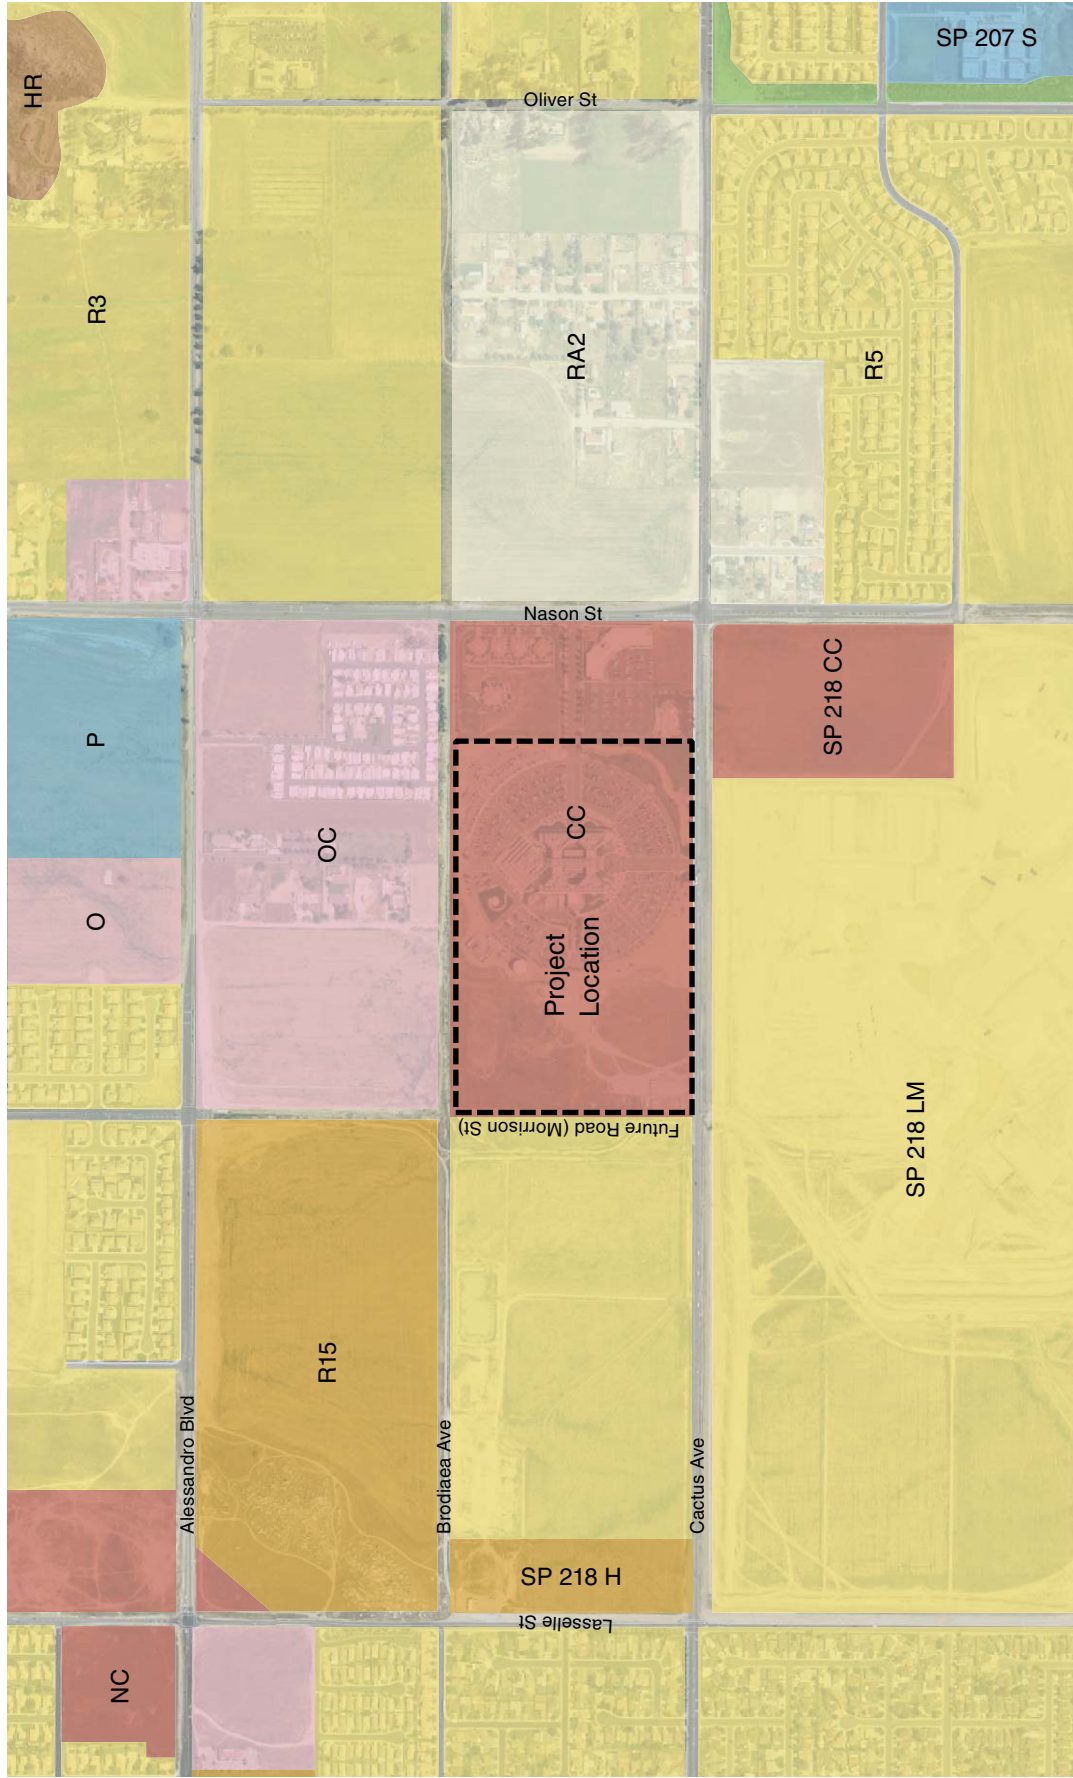 SP 207 S
HR
Oliver St
R3
RA2
R5
Nason St
P
SP 218 CC
CC
OC
O
Project
Location
Future Road (Morrison St)
SP 218 LM
R15
Alessandro Blvd
Brodiaea Ave
Cactus Ave
SP 218 H
Lasselle St
NC